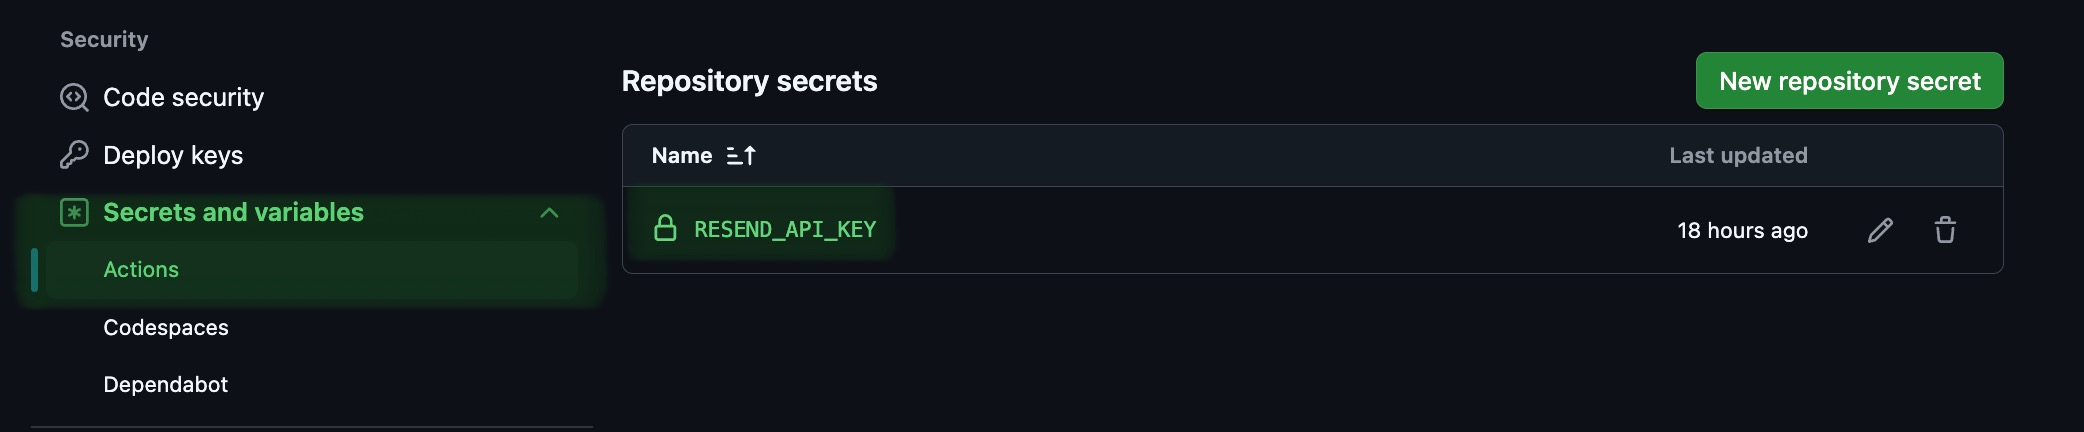 Security
Code security
Deploy keys
Secrets and variables
Actions
Codespaces
Dependabot
Repository secrets
New repository secret
Name
Last updated
RESEND_API_KEY
18 hours ago